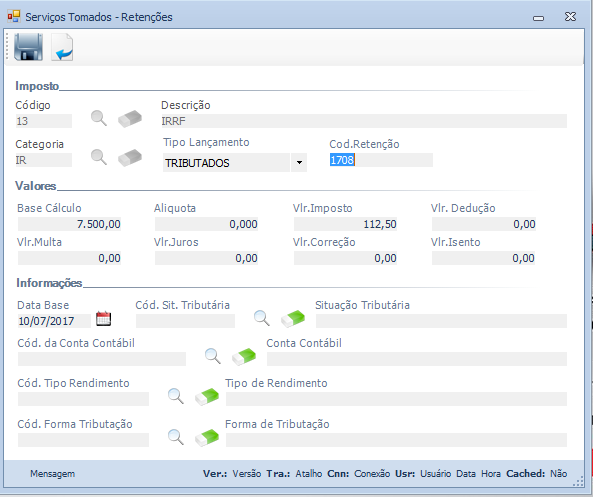 Serviços Tomados - Retenções
Imposto
Código Descrição
13 IRRF
Categoria Tipo Lançamento Cod.Retenção
IR TRIBUTADOS 1708
Valores
Base Cálculo Aliquota Vlr.Imposto Vlr. Dedução
7.500,00 0,000 112,50 0,00
Vlr.Multa Vlr.Juros Vlr.Correção Vlr.Isento
0,00 0,00 0,00 0,00
Informações
Data Base Cód. Sit. Tributária Situação Tributária
10/07/2017
Cód. da Conta Contábil Conta Contábil
Cód. Tipo Rendimento Tipo de Rendimento
Cód. Forma Tributação Forma de Tributação
Mensagem Ver.: Versão Tra.: Atalho Cnn: Conexão Usr: Usuário Data Hora Cached: Não